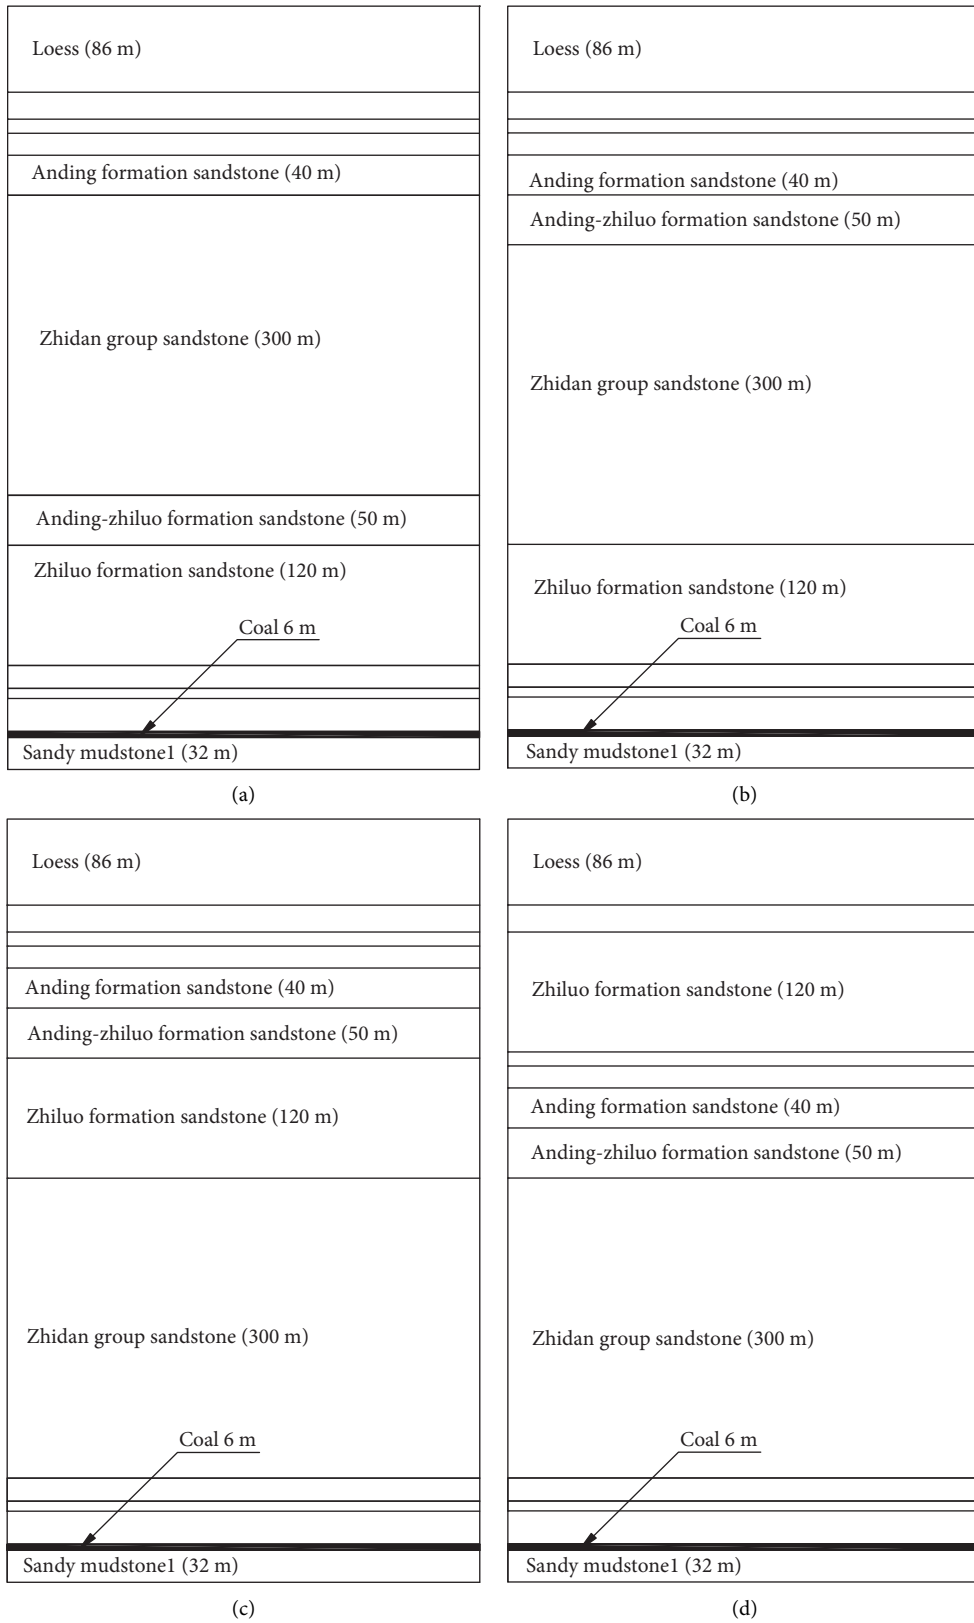 Loess (86 m)
Anding formation sandstone (40 m)
Zhidan group sandstone (300 m)
Anding-zhiluo formation sandstone (50 m)
Zhiluo formation sandstone (120 m)
Coal 6 m
Sandy mudstone1 (32 m)
(a)
Loess (86 m)
Anding formation sandstone (40 m)
Anding-zhiluo formation sandstone (50 m)
Zhidan group sandstone (300 m)
Zhiluo formation sandstone (120 m)
Coal 6 m
Sandy mudstone1 (32 m)
(b)
Loess (86 m)
Anding formation sandstone (40 m)
Anding-zhiluo formation sandstone (50 m)
Zhiluo formation sandstone (120 m)
Zhidan group sandstone (300 m)
Coal 6 m
Sandy mudstone1 (32 m)
(c)
Loess (86 m)
Zhiluo formation sandstone (120 m)
Anding formation sandstone (40 m)
Anding-zhiluo formation sandstone (50 m)
Zhidan group sandstone (300 m)
Coal 6 m
Sandy mudstone1 (32 m)
(d)